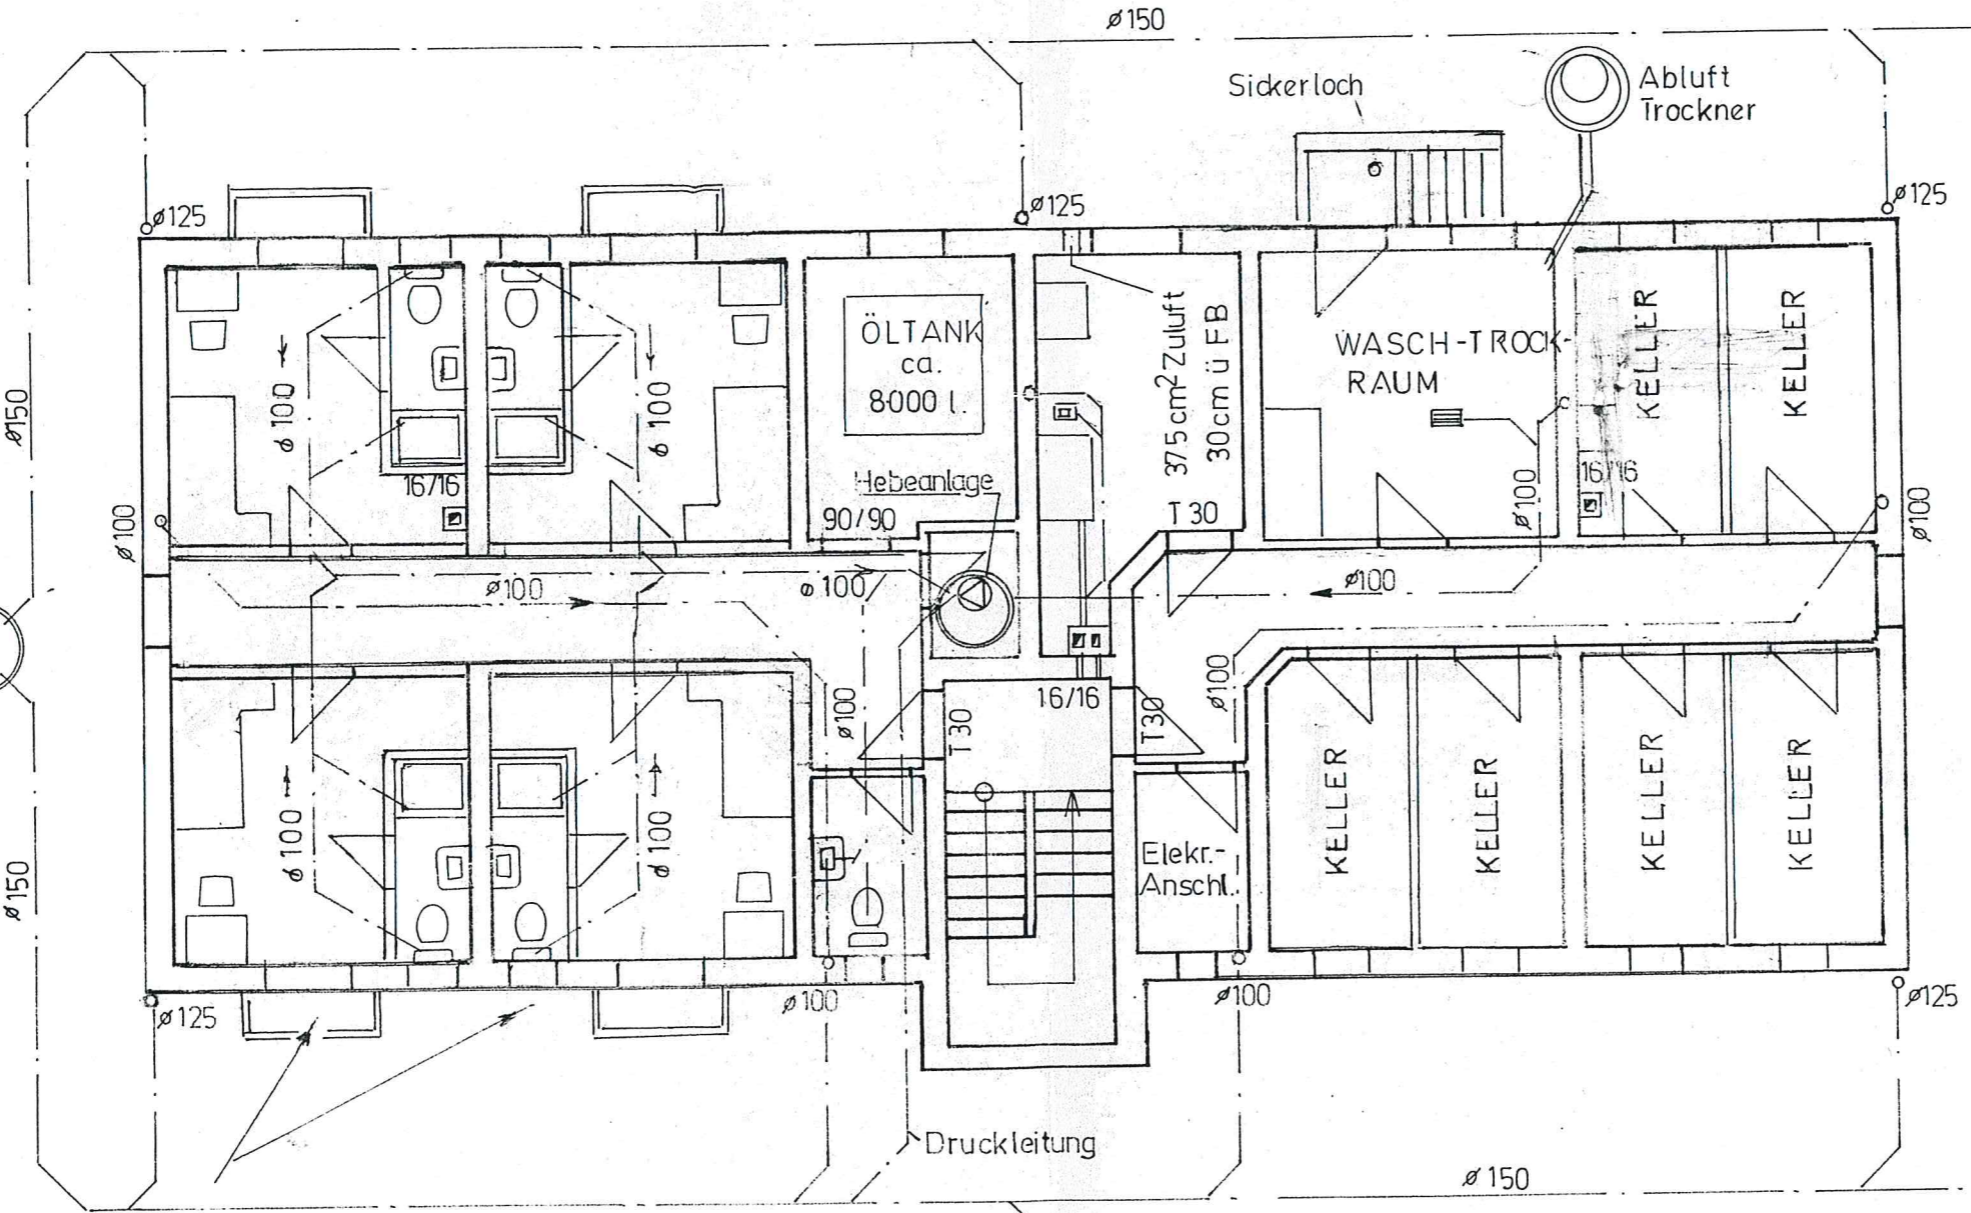 ø150
Sickerloch
Abluft
Trockner
ø125
ø125
ø125
ø150
ø100
ø100
ÖLTANK
ca.
8000 l.
37.5 cm² Zuluft
30cm ü FB
WASCH-TROCK-
RAUM
KELLER
KELLER
16/16
Hebeanlage
90/90
T 30
ø100
16/16
ø100
ø100
ø100
ø100
ø100
ø100
ø100
ø100
16/16
T30
T30
ø150
ø100
ø100
Elekr.-
Anschl.
KELLER
KELLER
KELLER
KELLER
ø125
ø100
ø100
ø125
Druckleitung
ø150